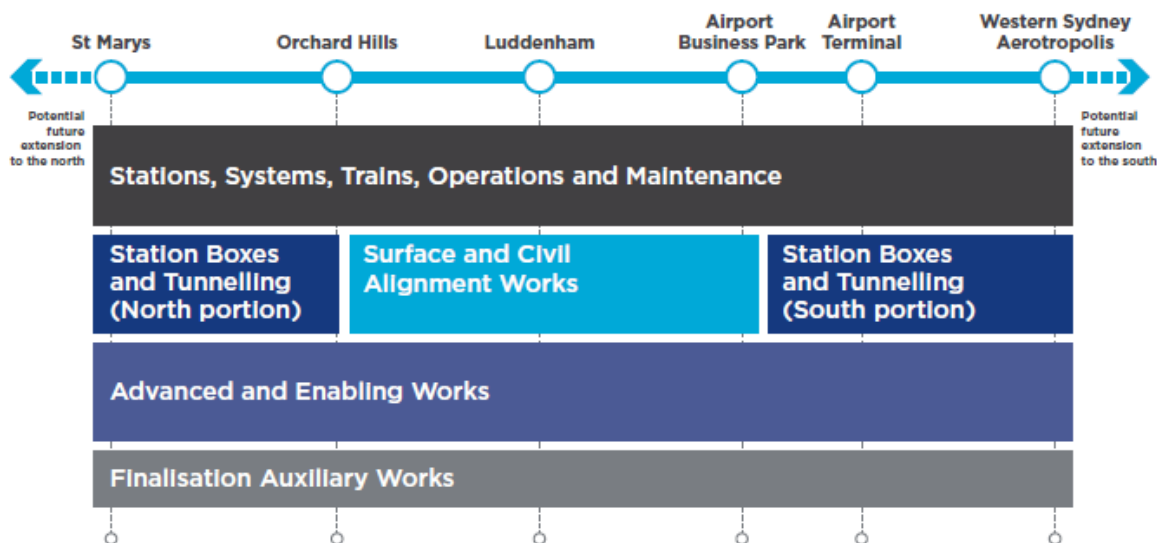 St Marys
Orchard Hills
Luddenham
Airport
Business Park
Airport
Terminal
Western Sydney
Aerotropolis
Potential
future
extension
to the north
Potential
future
extension
to the south
Stations, Systems, Trains, Operations and Maintenance
Station Boxes
and Tunnelling
(North portion)
Surface and Civil
Alignment Works
Station Boxes
and Tunnelling
(South portion)
Advanced and Enabling Works
Finalisation Auxiliary Works